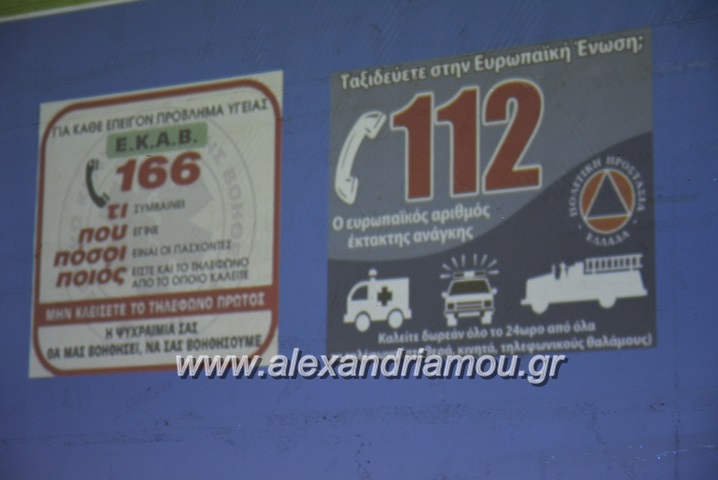 ΓΙΑ ΚΑΘΕ ΕΠΕΙΓΟΝ ΠΡΟΒΛΗΜΑ ΥΓΕΙΑΣ
Ε.Κ.Α.Β.
166
τι ΣΥΜΒΑΙΝΕΙ
που ΕΓΙΝΕ
πόσοι ΕΙΝΑΙ ΟΙ ΠΑΣΧΟΝΤΕΣ
ποιός ΕΙΣΤΕ ΚΑΙ ΤΟ ΤΗΛΕΦΩΝΟ
ΑΠΟ ΤΟ ΟΠΟΙΟ ΚΑΛΕΙΤΕ
ΜΗΝ ΚΛΕΙΣΕΤΕ ΤΟ ΤΗΛΕΦΩΝΟ ΠΡΩΤΟΣ
Η ΨΥΧΡΑΙΜΙΑ ΣΑΣ
ΘΑ ΜΑΣ ΒΟΗΘΗΣΕΙ, ΝΑ ΣΑΣ ΒΟΗΘΗΣΟΥΜΕ
Ταξιδεύετε στην Ευρωπαϊκή Ένωση;
112
Ο ευρωπαϊκός αριθμός
έκτακτης ανάγκης
ΠΟΛΙΤΙΚΗ ΠΡΟΣΤΑΣΙΑ
ΕΛΛΑΔΑ
Καλείτε δωρεάν όλο το 24ωρο από όλα
κινητά, τηλεφωνικούς θαλάμους)
www.alexandriamou.gr